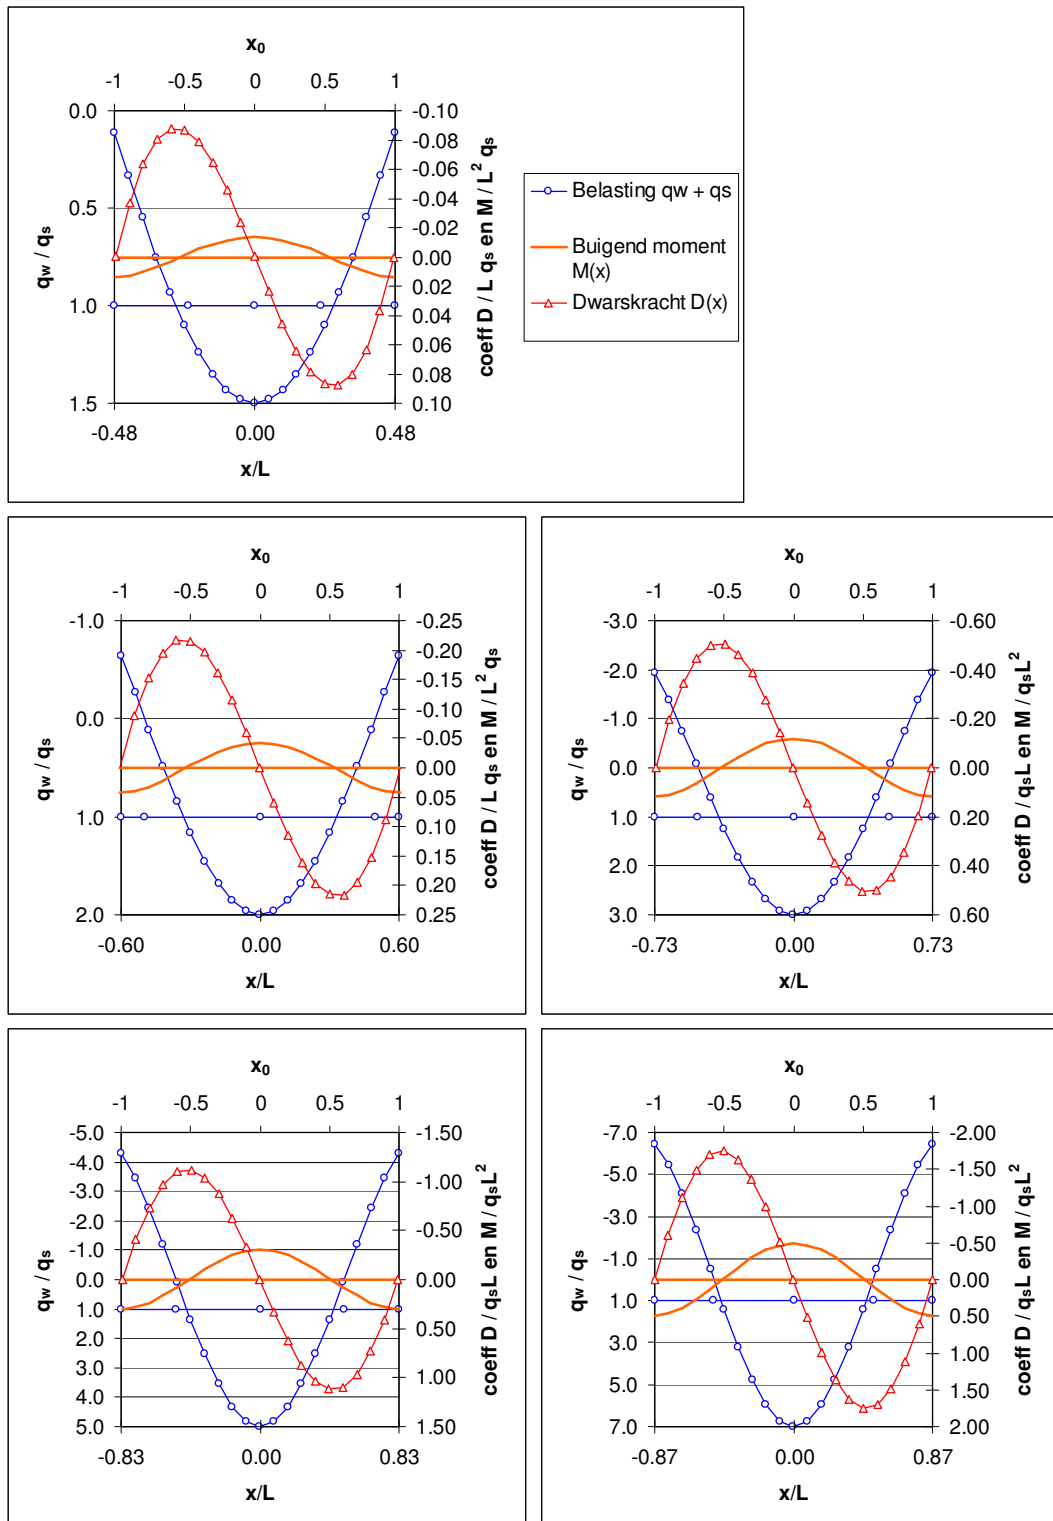 x0
-1 -0.5 0 0.5 1
0.0 -0.10
-0.08
-0.06
-0.04
0.5 -0.02
0.00
0.02
1.0 0.04
0.06
0.08
1.5 0.10
-0.48 0.00 0.48
x/L
qw / qs
coeff D / L qs en M / L² qs
Belasting qw + qs
Buigend moment
M(x)
Dwarskracht D(x)
x0
-1 -0.5 0 0.5 1
-1.0 -0.25
-0.20
-0.15
0.0 -0.10
-0.05
0.00
0.05
1.0 0.10
0.15
0.20
2.0 0.25
-0.60 0.00 0.60
x/L
qw / qs
coeff D / L qs en M / L² qs
x0
-1 -0.5 0 0.5 1
-3.0 -0.60
-2.0 -0.40
-1.0 -0.20
0.0 0.00
1.0 0.20
2.0 0.40
3.0 0.60
-0.73 0.00 0.73
x/L
qw / qs
coeff D / qsL en M / qsL²
x0
-1 -0.5 0 0.5 1
-5.0 -1.50
-4.0
-3.0 -1.00
-2.0
-1.0 -0.50
0.0 0.00
1.0
2.0 0.50
3.0
4.0 1.00
5.0 1.50
-0.83 0.00 0.83
x/L
qw / qs
coeff D / qsL en M / qsL²
x0
-1 -0.5 0 0.5 1
-7.0 -2.00
-5.0 -1.50
-3.0 -1.00
-1.0 -0.50
0.00
1.0 0.50
3.0 1.00
5.0 1.50
7.0 2.00
-0.87 0.00 0.87
x/L
qw / qs
coeff D / qsL en M / qsL²